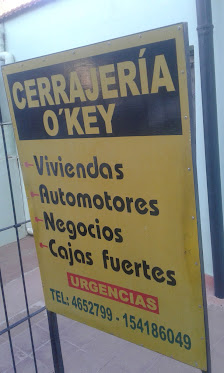 CERRAJERÍA
O´KEY
Viviendas
Automotores
Negocios
Cajas fuertes
URGENCIAS
TEL: 4652799 - 154186049